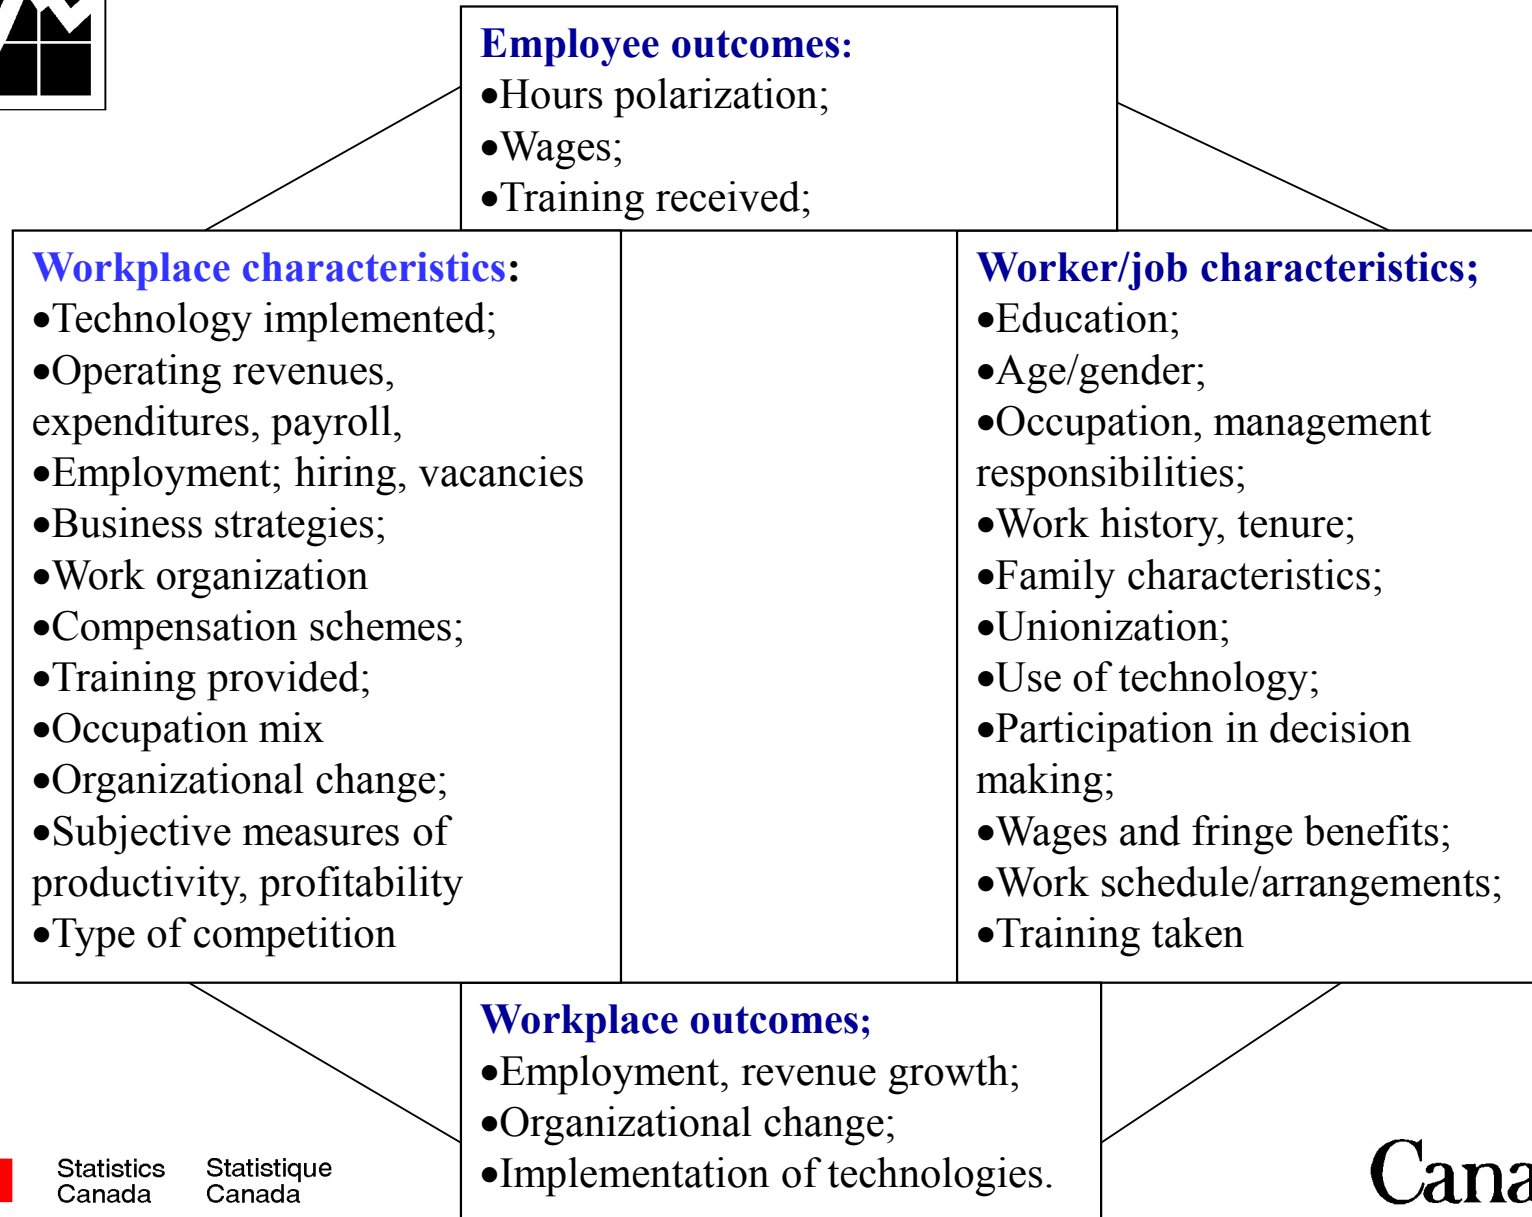 Employee outcomes:
•Hours polarization;
•Wages;
•Training received;
Workplace characteristics:
•Technology implemented;
•Operating revenues,
expenditures, payroll,
•Employment; hiring, vacancies
•Business strategies;
•Work organization
•Compensation schemes;
•Training provided;
•Occupation mix
•Organizational change;
•Subjective measures of
productivity, profitability
•Type of competition
Worker/job characteristics;
•Education;
•Age/gender;
•Occupation, management
responsibilities;
•Work history, tenure;
•Family characteristics;
•Unionization;
•Use of technology;
•Participation in decision
making;
•Wages and fringe benefits;
•Work schedule/arrangements;
•Training taken
Workplace outcomes;
•Employment, revenue growth;
•Organizational change;
•Implementation of technologies.
Statistics
Canada
Statistique
Canada
Cana